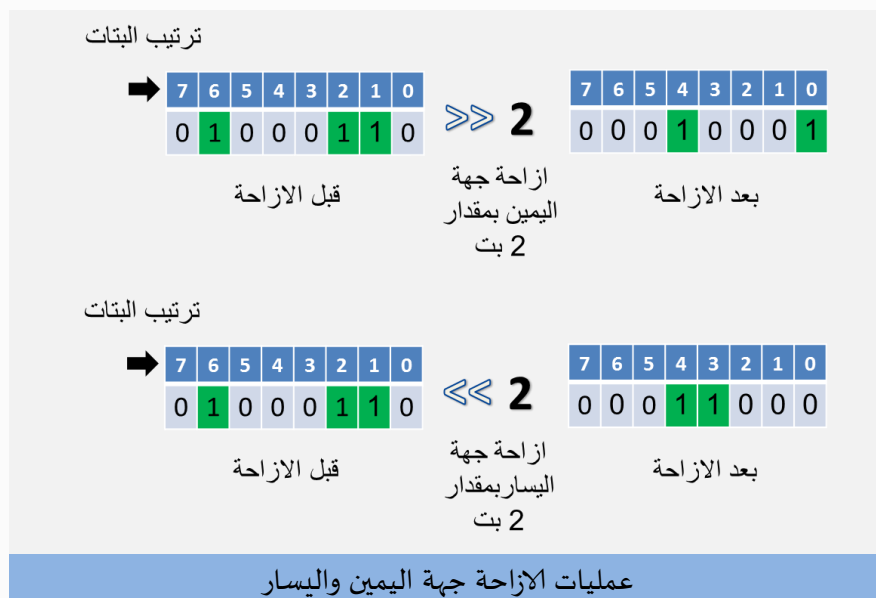 ترتيب البتات
7 6 5 4 3 2 1 0
0 1 0 0 0 1 1 0
قبل الازاحة
>> 2
ازاحة جهة
اليمين بمقدار
2 بت
7 6 5 4 3 2 1 0
0 0 0 1 0 0 0 1
بعد الازاحة
ترتيب البتات
7 6 5 4 3 2 1 0
0 1 0 0 0 1 1 0
قبل الازاحة
<< 2
ازاحة جهة
اليساربمقدار
2 بت
7 6 5 4 3 2 1 0
0 0 0 1 1 0 0 0
بعد الازاحة
عمليات الازاحة جهة اليمين واليسار